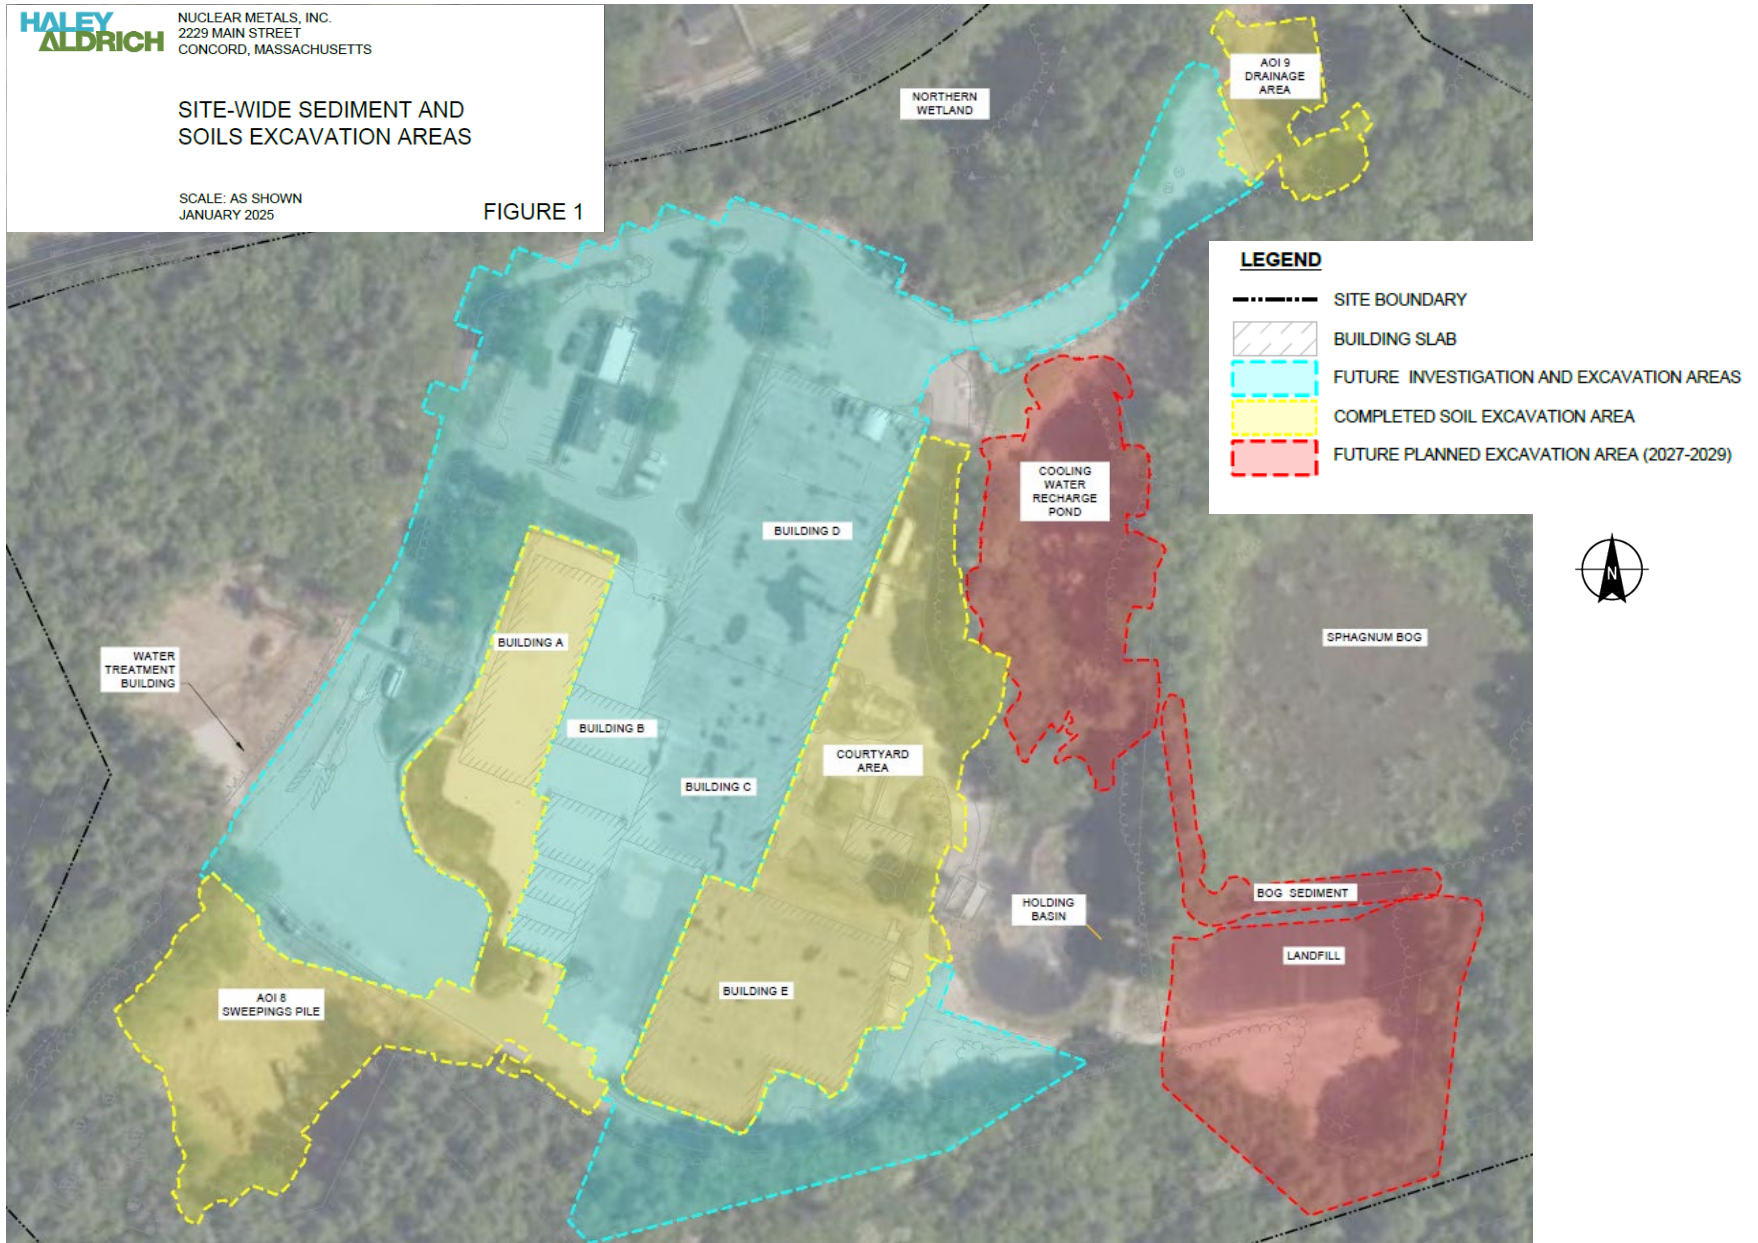 HALEY
ALDRICH
NUCLEAR METALS, INC.
2229 MAIN STREET
CONCORD, MASSACHUSETTS
SITE-WIDE SEDIMENT AND
SOILS EXCAVATION AREAS
SCALE: AS SHOWN
JANUARY 2025
FIGURE 1
NORTHERN
WETLAND
AOI 9
DRAINAGE
AREA
LEGEND
SITE BOUNDARY
BUILDING SLAB
FUTURE INVESTIGATION AND EXCAVATION AREAS
COMPLETED SOIL EXCAVATION AREA
FUTURE PLANNED EXCAVATION AREA (2027-2029)
N
COOLING
WATER
RECHARGE
POND
BUILDING D
SPHAGNUM BOG
BUILDING A
WATER
TREATMENT
BUILDING
BUILDING B
COURTYARD
AREA
BUILDING C
BOG SEDIMENT
HOLDING
BASIN
LANDFILL
BUILDING E
AOI 8
SWEEPINGS PILE